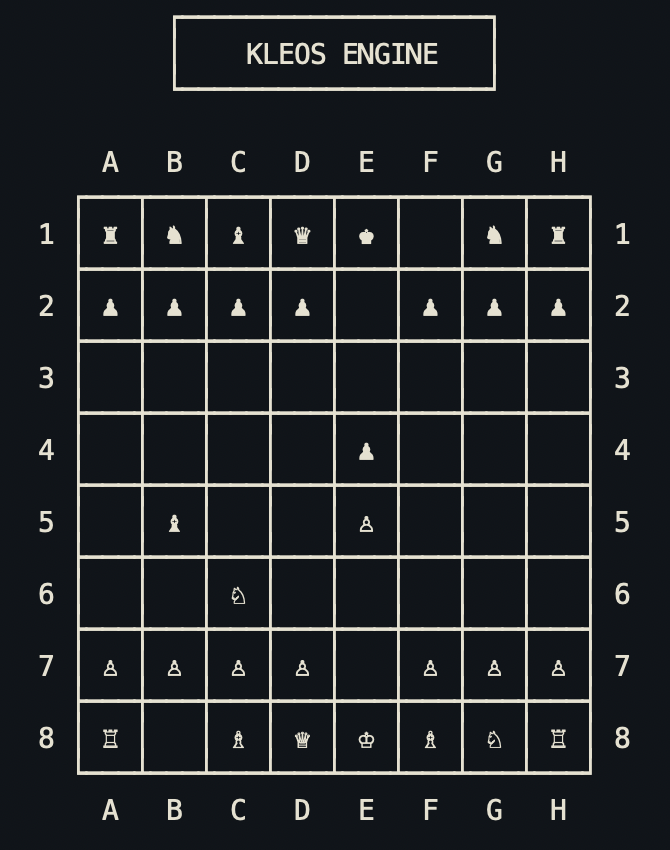 KLEOS ENGINE
A B C D E F G H
1 ♜ ♞ ♝ ♛ ♚ ♞ ♜ 1
2 ♟ ♟ ♟ ♟ ♟ ♟ ♟ 2
3 3
4 ♟ 4
5 ♝ ♙ 5
6 ♘ 6
7 ♙ ♙ ♙ ♙ ♙ ♙ ♙ 7
8 ♖ ♗ ♕ ♔ ♗ ♘ ♖ 8
A B C D E F G H